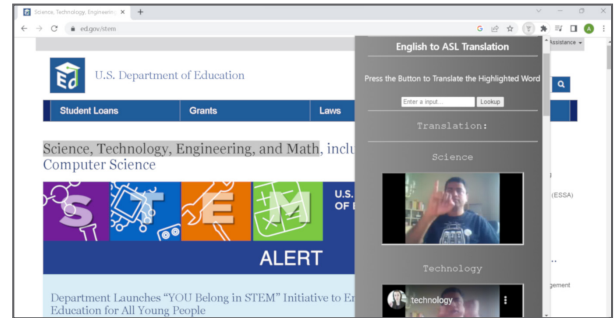 Science, Technology, Engineerin
ed.gov/stem
Assistance
U.S. Department of Education
Student Loans
Grants
Laws
Science, Technology, Engineering, and Math, inclu
Computer Science
S T E M
U.S.
OF
ALERT
Department Launches “YOU Belong in STEM” Initiative to En
Education for All Young People
English to ASL Translation
Press the Button to Translate the Highlighted Word
Enter a input...
Lookup
Translation:
Science
Technology
technology
(ESSA)
gement